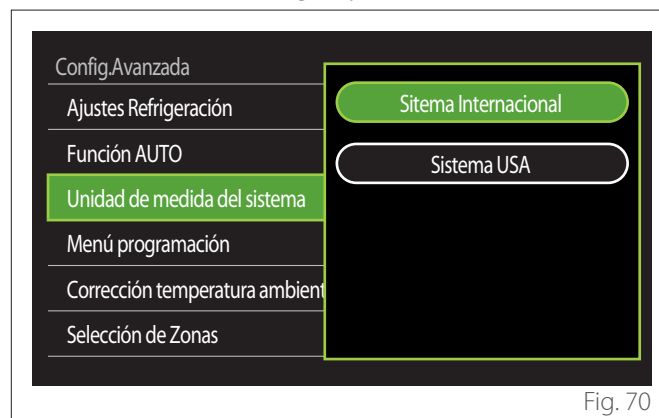 Config.Avanzada
Ajustes Refrigeración
Función AUTO
Unidad de medida del sistema
Menú programación
Corrección temperatura ambient
Selección de Zonas
Sitema Internacional
Sistema USA
Fig. 70